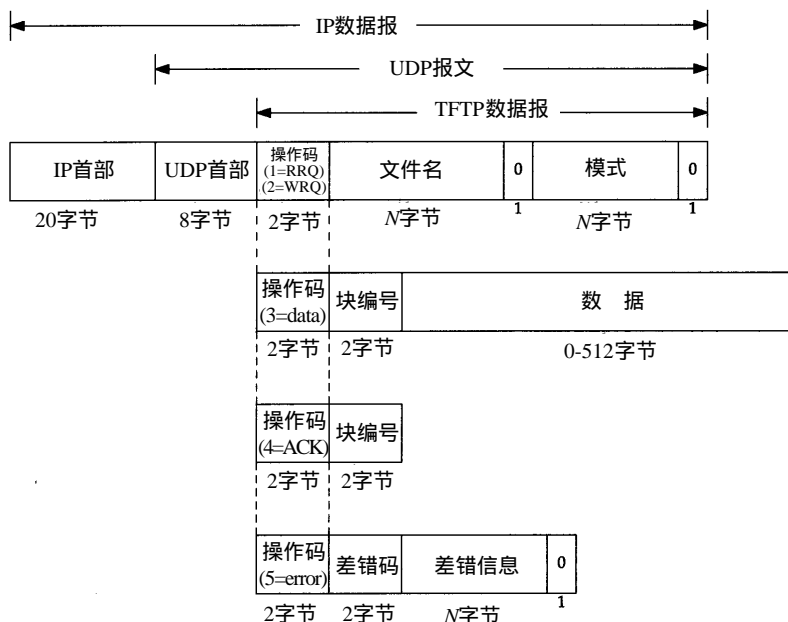 IP数据报
UDP报文
TFTP数据报
IP首部 UDP首部 操作码 (1=RRQ) (2=WRQ) 文件名 0 模式 0
20字节 8字节 2字节 N字节 1 N字节 1
操作码 (3=data) 块编号 数 据
2字节 2字节 0-512字节
操作码 (4=ACK) 块编号
2字节 2字节
操作码 (5=error) 差错码 差错信息 0
2字节 2字节 N字节 1